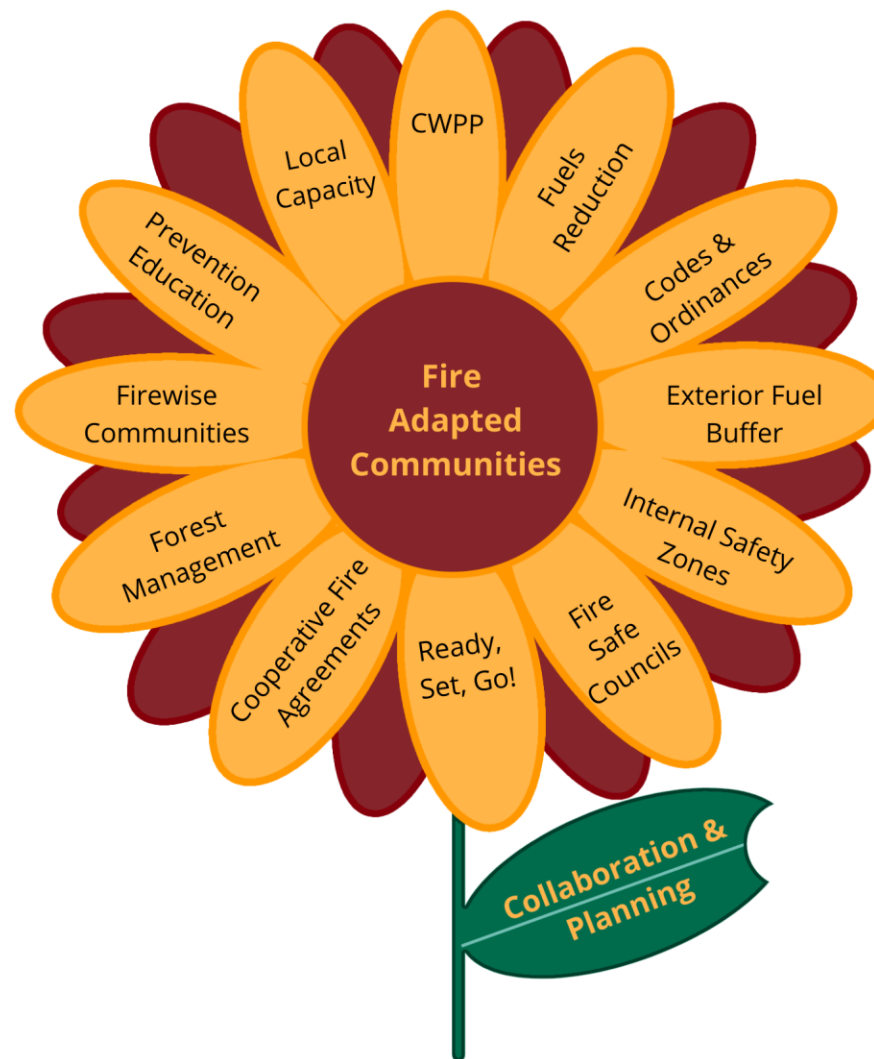 CWPP
Fuels
Reduction
Codes &
Ordinances
Exterior Fuel
Buffer
Internal Safety
Zones
Fire
Safe
Councils
Ready,
Set, Go!
Cooperative Fire
Agreements
Forest
Management
Firewise
Communities
Prevention
Education
Local
Capacity
Fire
Adapted
Communities
Collaboration &
Planning